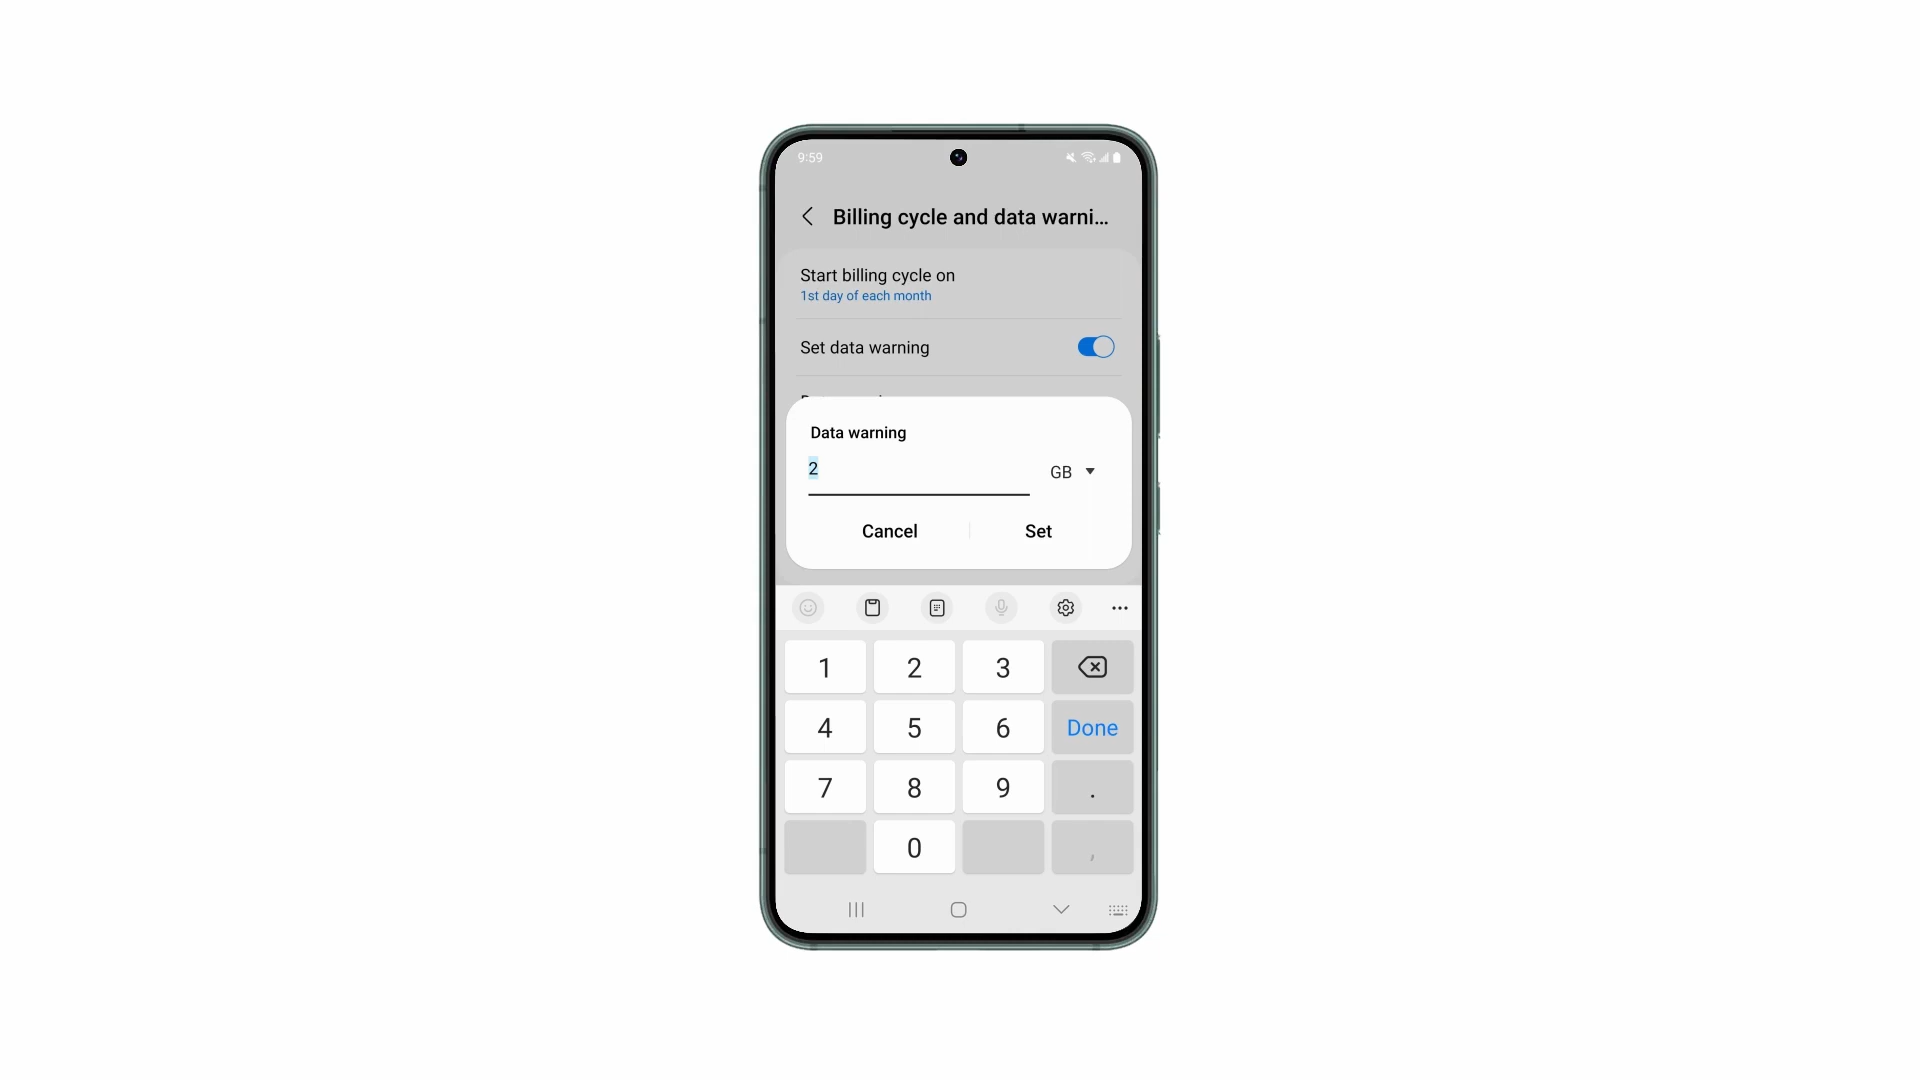 9:59
Billing cycle and data warni...
Start billing cycle on
1st day of each month
Set data warning
Data warning
2
GB
Cancel
Set
1 2 3
4 5 6 Done
7 8 9 .
0 ,